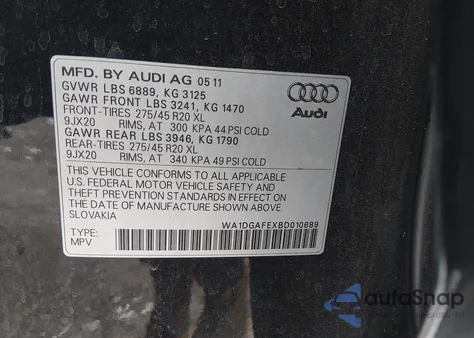 MFD. BY AUDI AG 05 11
GVWR LBS 6889, KG 3125
GAWR FRONT LBS 3241, KG 1470
FRONT-TIRES 275/45 R20 XL
9JX20 RIMS, AT 300 KPA 44 PSI COLD
GAWR REAR LBS 3946, KG 1790
REAR-TIRES 275/45 R20 XL
9JX20 RIMS, AT 340 KPA 49 PSI COLD
THIS VEHICLE CONFORMS TO ALL APPLICABLE
U.S. FEDERAL MOTOR VEHICLE SAFETY AND
THEFT PREVENTION STANDARDS IN EFFECT ON
THE DATE OF MANUFACTURE SHOWN ABOVE.
SLOVAKIA
TYPE:
MPV
WA1DGAFEXBD010689
Audi
autoSnap